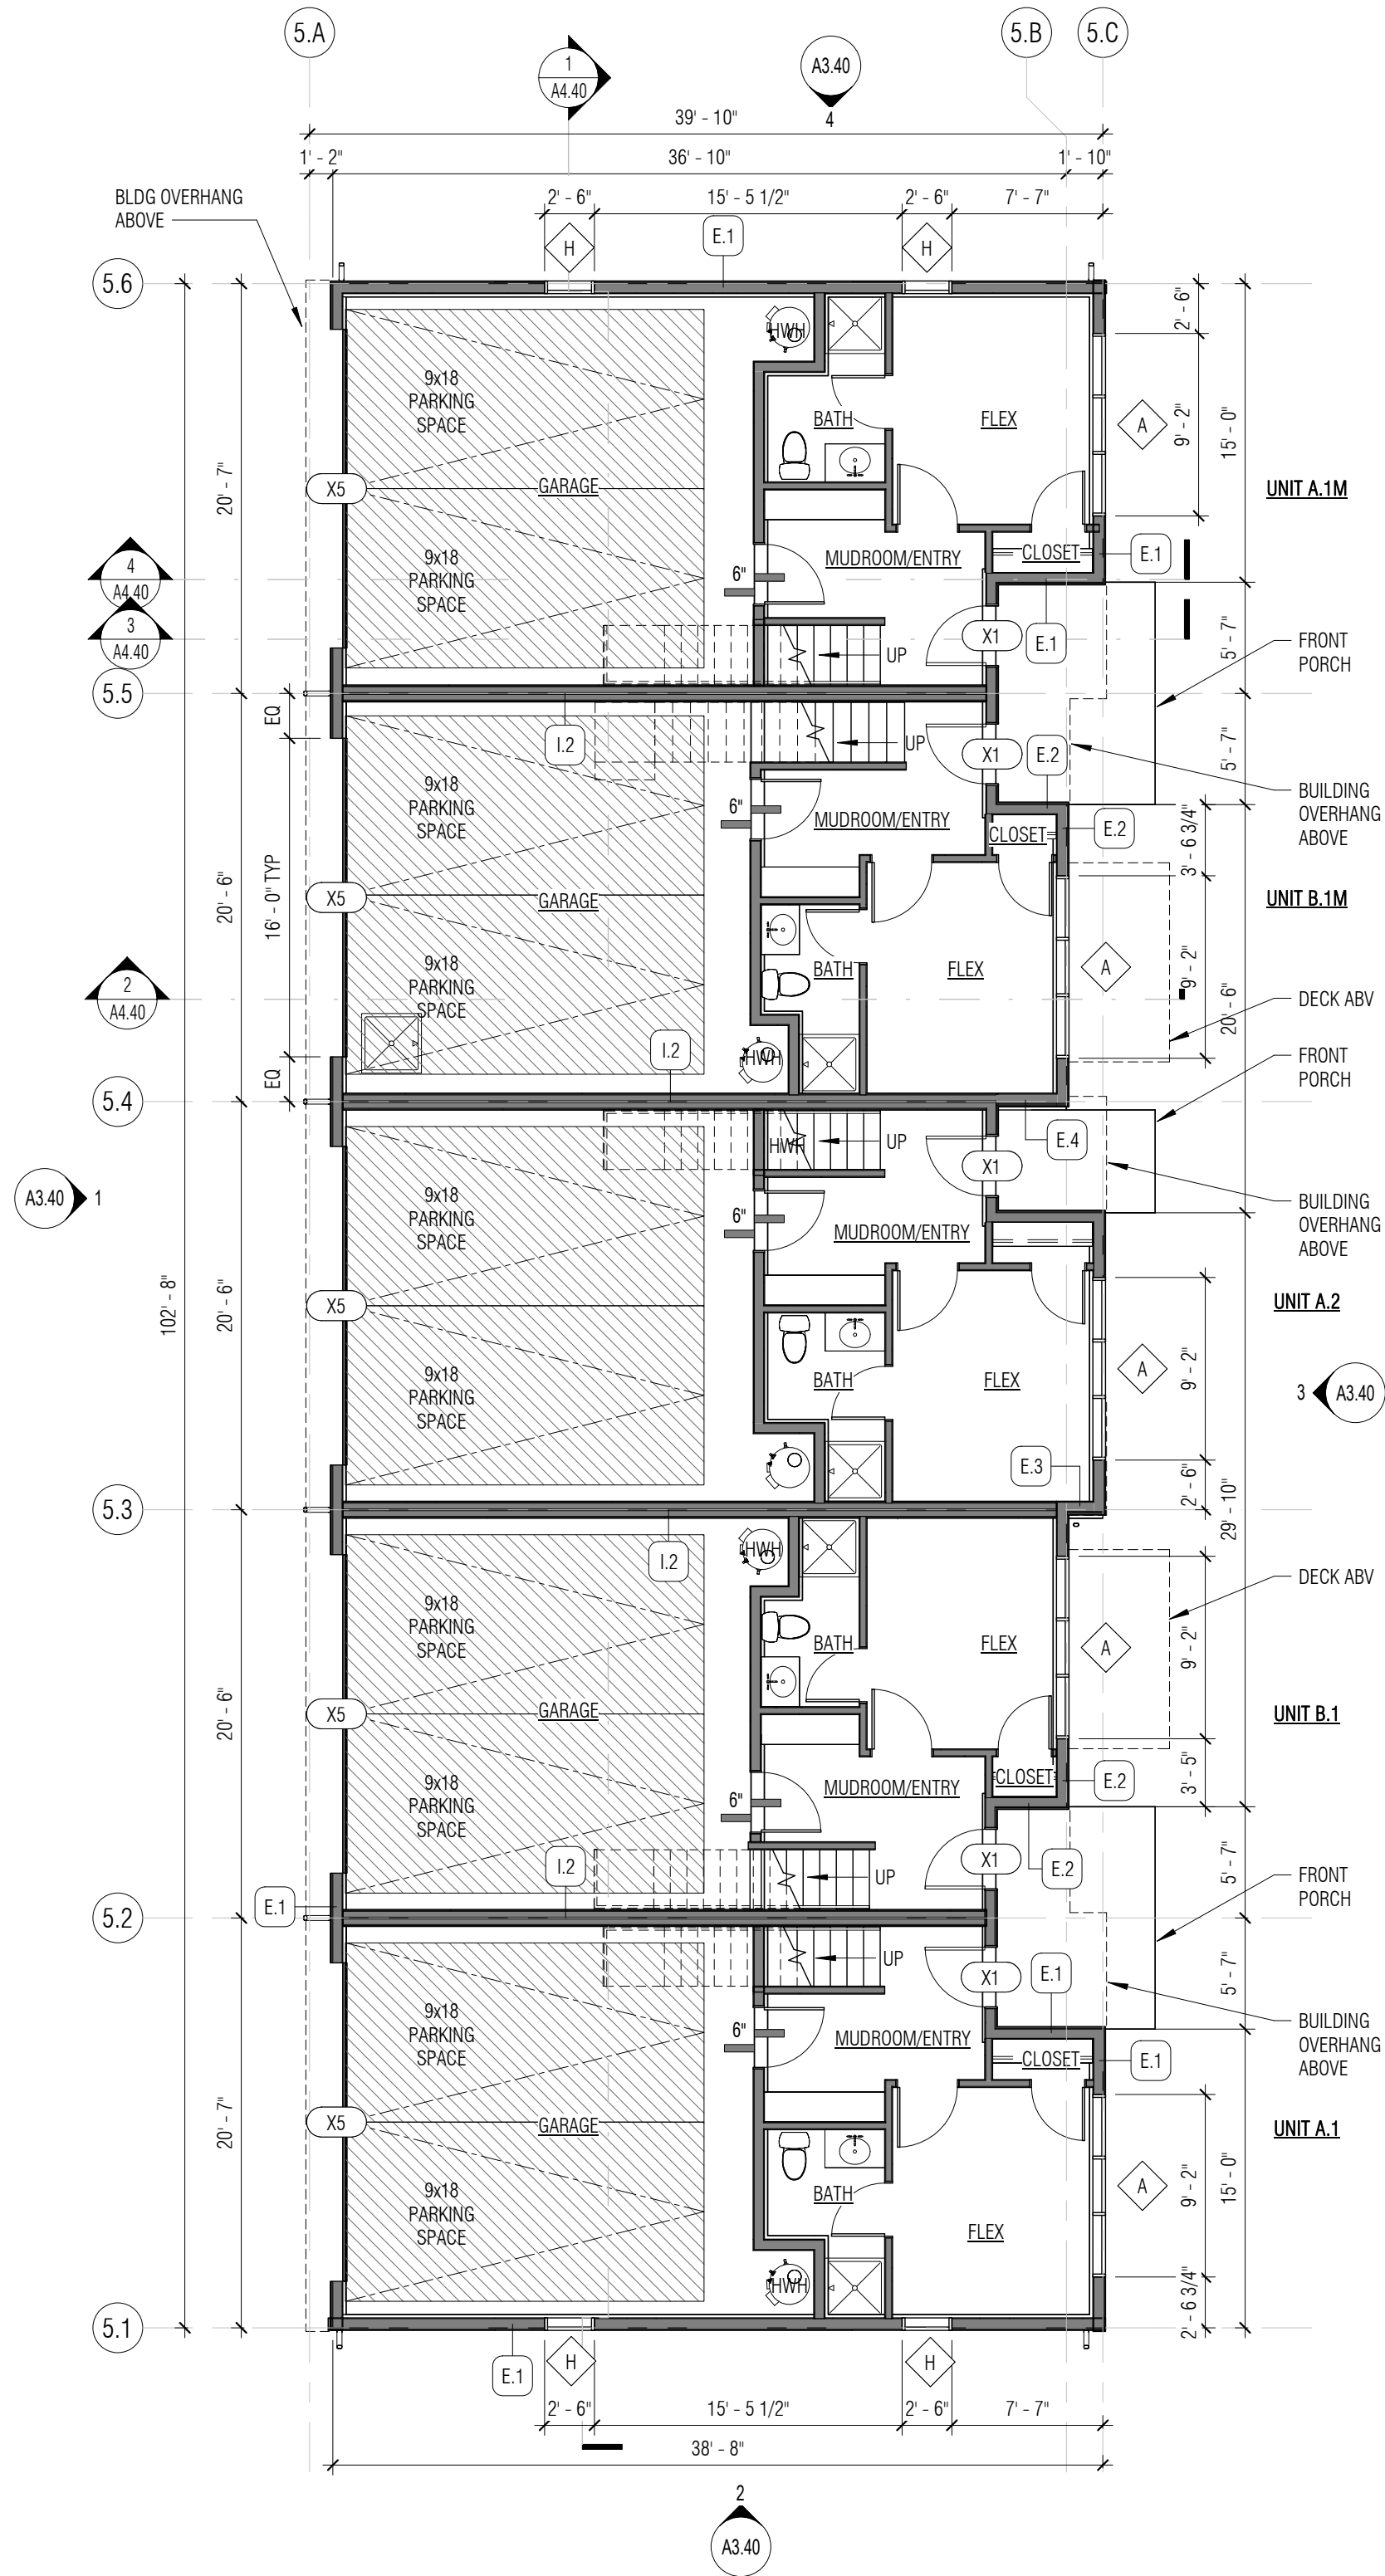 5.A
5.B
5.C
1
A4.40
A3.40
4
39' - 10"
1' - 2"
36' - 10"
1' - 10"
BLDG OVERHANG
ABOVE
2' - 6"
15' - 5 1/2"
2' - 6"
7' - 7"
H
E.1
H
5.6
2' - 6"
HWH
9x18
PARKING
SPACE
BATH
FLEX
A
9' - 2"
15' - 0"
20' - 7"
X5
GARAGE
UNIT A.1M
9x18
PARKING
SPACE
6"
MUDROOM/ENTRY
CLOSET
E.1
4
A4.40
3
A4.40
X1
E.1
5' - 7"
FRONT
PORCH
UP
5.5
EQ
I.2
UP
X1
E.2
5' - 7"
9x18
PARKING
SPACE
6"
MUDROOM/ENTRY
CLOSET
E.2
3' - 6 3/4"
BUILDING
OVERHANG
ABOVE
20' - 6"
16' - 0" TYP
X5
GARAGE
UNIT B.1M
9x18
PARKING
SPACE
BATH
FLEX
A
9' - 2"
20' - 6"
2
A4.40
DECK ABV
I.2
HWH
EQ
FRONT
PORCH
5.4
HWH
UP
E.4
X1
A3.40
1
9x18
PARKING
SPACE
6"
MUDROOM/ENTRY
BUILDING
OVERHANG
ABOVE
102' - 8"
20' - 6"
X5
UNIT A.2
9x18
PARKING
SPACE
BATH
FLEX
A
9' - 2"
3
A3.40
E.3
2' - 6"
29' - 10"
5.3
I.2
HWH
DECK ABV
9x18
PARKING
SPACE
BATH
FLEX
A
9' - 2"
20' - 6"
X5
GARAGE
UNIT B.1
9x18
PARKING
SPACE
6"
MUDROOM/ENTRY
CLOSET
E.2
3' - 5"
I.2
X1
E.2
UP
5' - 7"
FRONT
PORCH
E.1
5.2
UP
X1
E.1
5' - 7"
9x18
PARKING
SPACE
6"
MUDROOM/ENTRY
CLOSET
E.1
BUILDING
OVERHANG
ABOVE
20' - 7"
X5
GARAGE
UNIT A.1
9x18
PARKING
SPACE
BATH
FLEX
A
9' - 2"
15' - 0"
HWH
2' - 6 3/4"
5.1
E.1
H
H
2' - 6"
15' - 5 1/2"
2' - 6"
7' - 7"
38' - 8"
2
A3.40